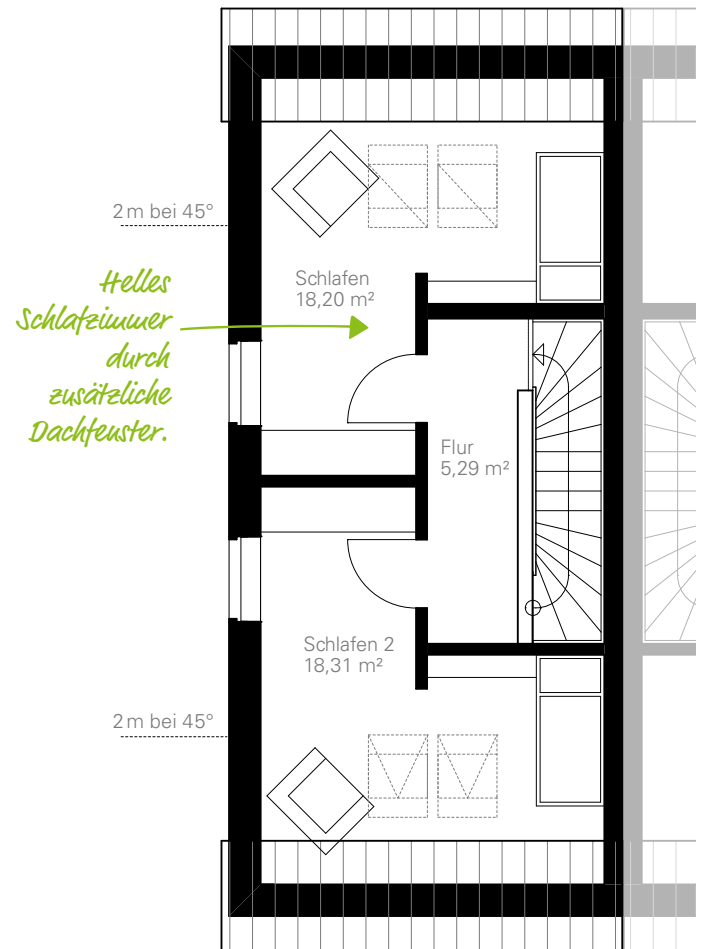 2 m bei 45°
Helles
Schlafzimmer
durch
zusätzliche
Dachfenster.
Schlafen
18,20 m²
Flur
5,29 m²
Schlafen 2
18,31 m²
2 m bei 45°